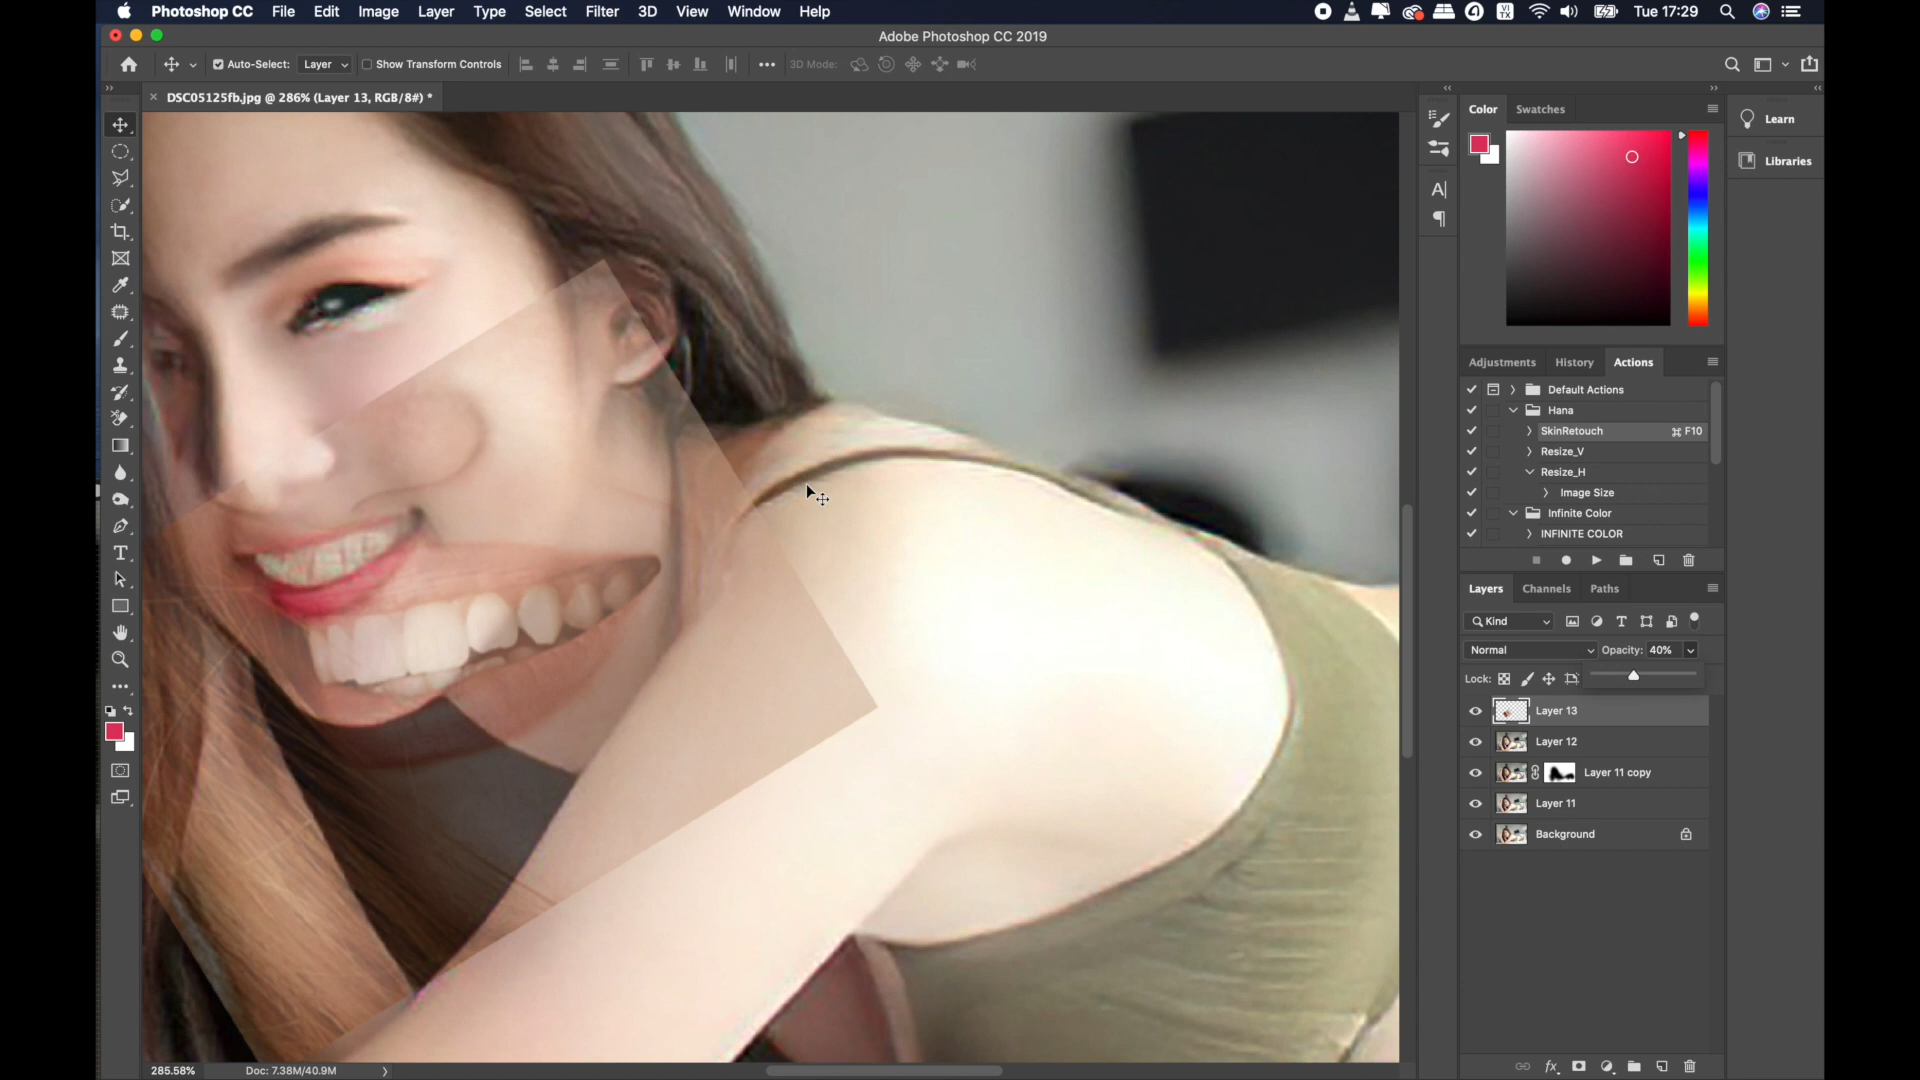 Photoshop CC File Edit Image Layer Type Select Filter 3D View Window Help VI TX Tue 17:29
Adobe Photoshop CC 2019
Auto-Select: Layer Show Transform Controls 3D Mode:
DSC05125fb.jpg @ 286% (Layer 13, RGB/8#) *
Color Swatches
Learn
Libraries
Adjustments History Actions
Default Actions
Hana
SkinRetouch ⌘ F10
Resize_V
Resize_H
Image Size
Infinite Color
INFINITE COLOR
Layers Channels Paths
Kind
Normal Opacity: 40%
Lock:
Layer 13
Layer 12
Layer 11 copy
Layer 11
Background
285.58% Doc: 7.38M/40.9M